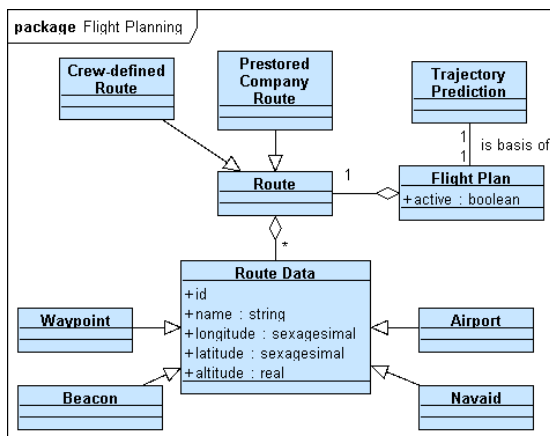 package Flight Planning
Crew-defined
Route
Prestored
Company
Route
Trajectory
Prediction
1
1
is basis of
Route
1
Flight Plan
+active : boolean
*
Route Data
+id
+name : string
+longitude : sexagesimal
+latitude : sexagesimal
+altitude : real
Waypoint
Airport
Beacon
Navaid